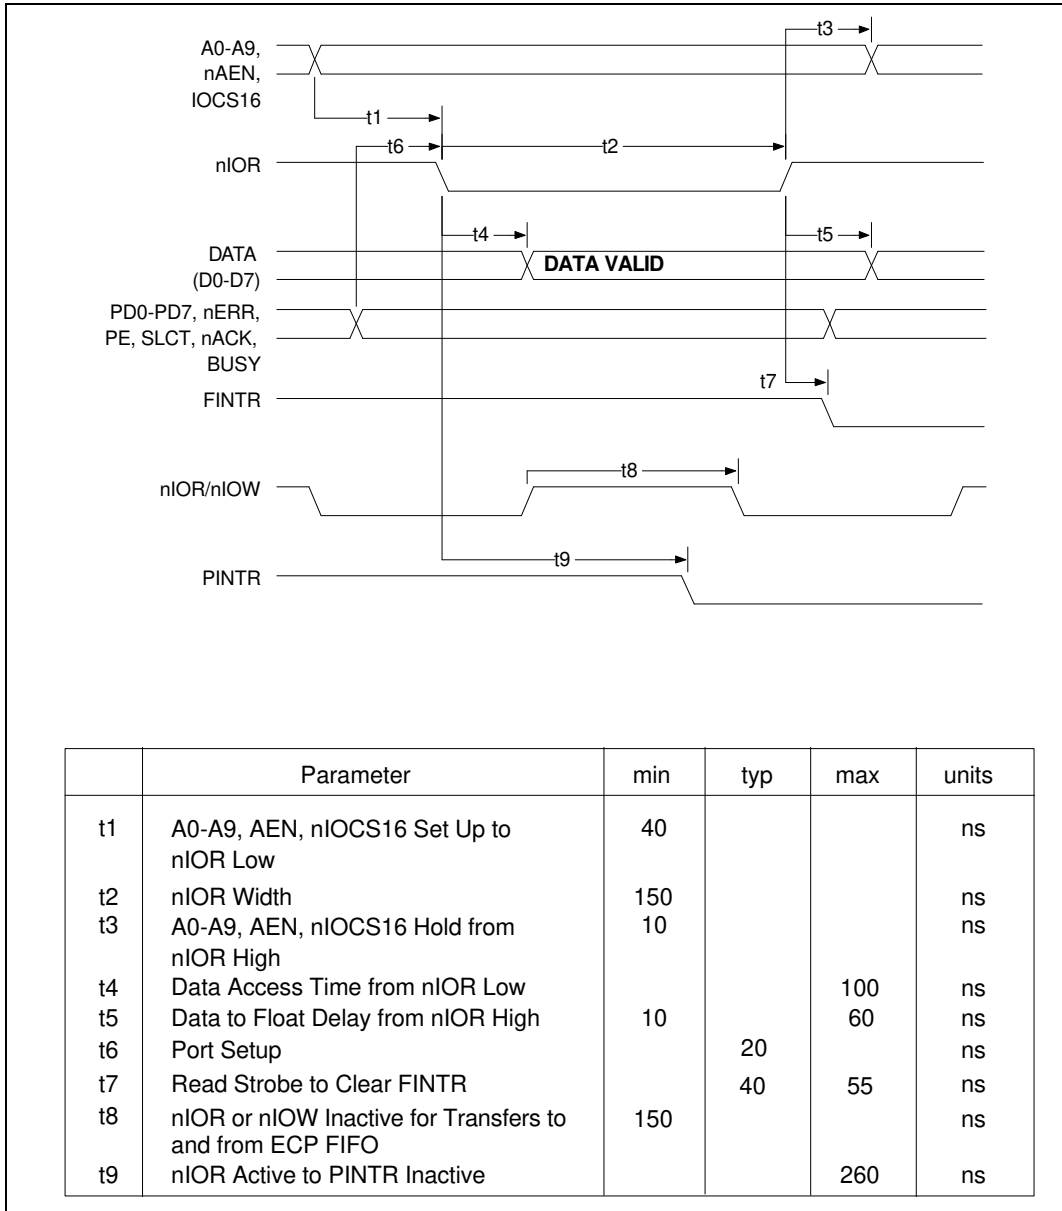 t3
A0-A9,
nAEN,
IOCS16
t1
t6
t2
nIOR
t4
t5
DATA
(D0-D7)
DATA VALID
PD0-PD7, nERR,
PE, SLCT, nACK,
BUSY
t7
FINTR
t8
nIOR/nIOW
t9
PINTR
Parameter min typ max units
t1 A0-A9, AEN, nIOCS16 Set Up to 40 ns
nIOR Low
t2 nIOR Width 150 ns
t3 A0-A9, AEN, nIOCS16 Hold from 10 ns
nIOR High
t4 Data Access Time from nIOR Low 100 ns
t5 Data to Float Delay from nIOR High 10 60 ns
t6 Port Setup 20 ns
t7 Read Strobe to Clear FINTR 40 55 ns
t8 nIOR or nIOW Inactive for Transfers to 150 ns
and from ECP FIFO
t9 nIOR Active to PINTR Inactive 260 ns